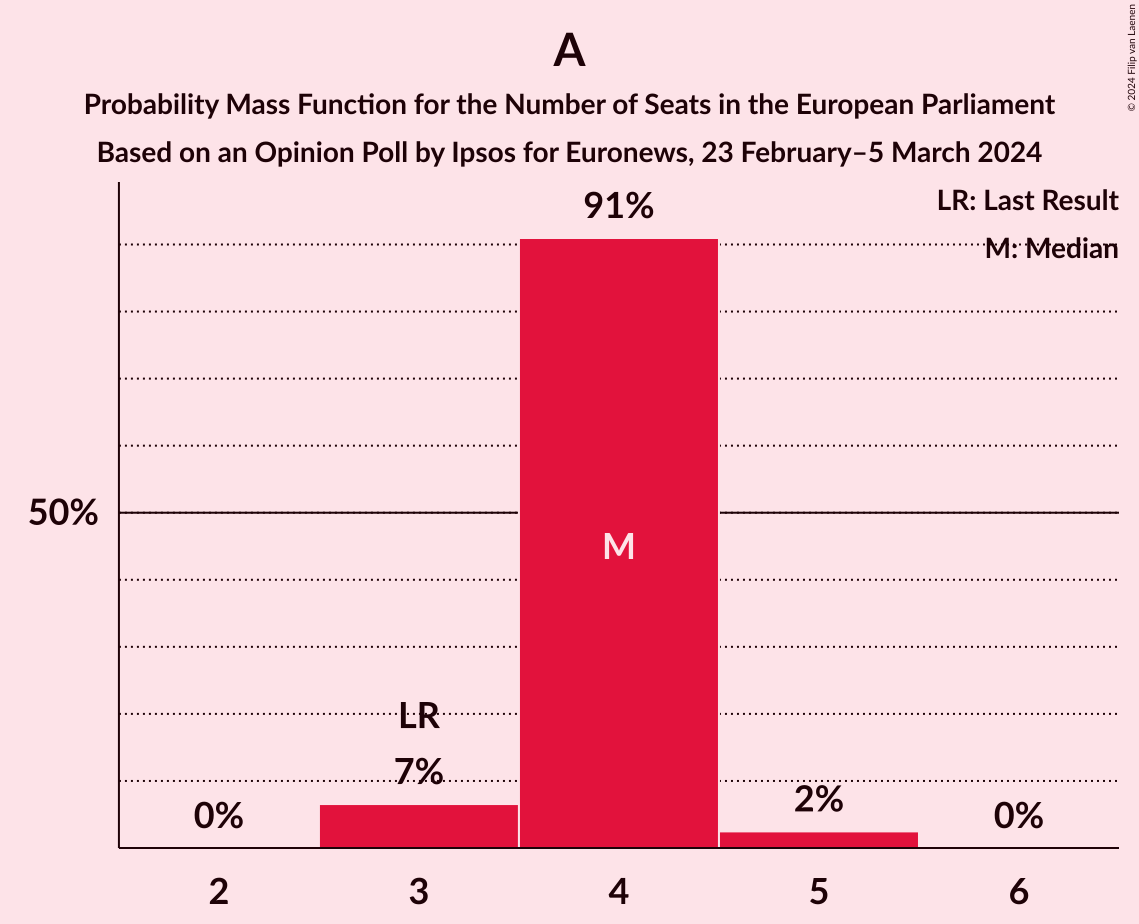 A
Probability Mass Function for the Number of Seats in the European Parliament
Based on an Opinion Poll by Ipsos for Euronews, 23 February–5 March 2024
© 2024 Filip van Laenen
LR: Last Result
M: Median
91%
50%
M
LR
7%
0%
2%
0%
2 3 4 5 6